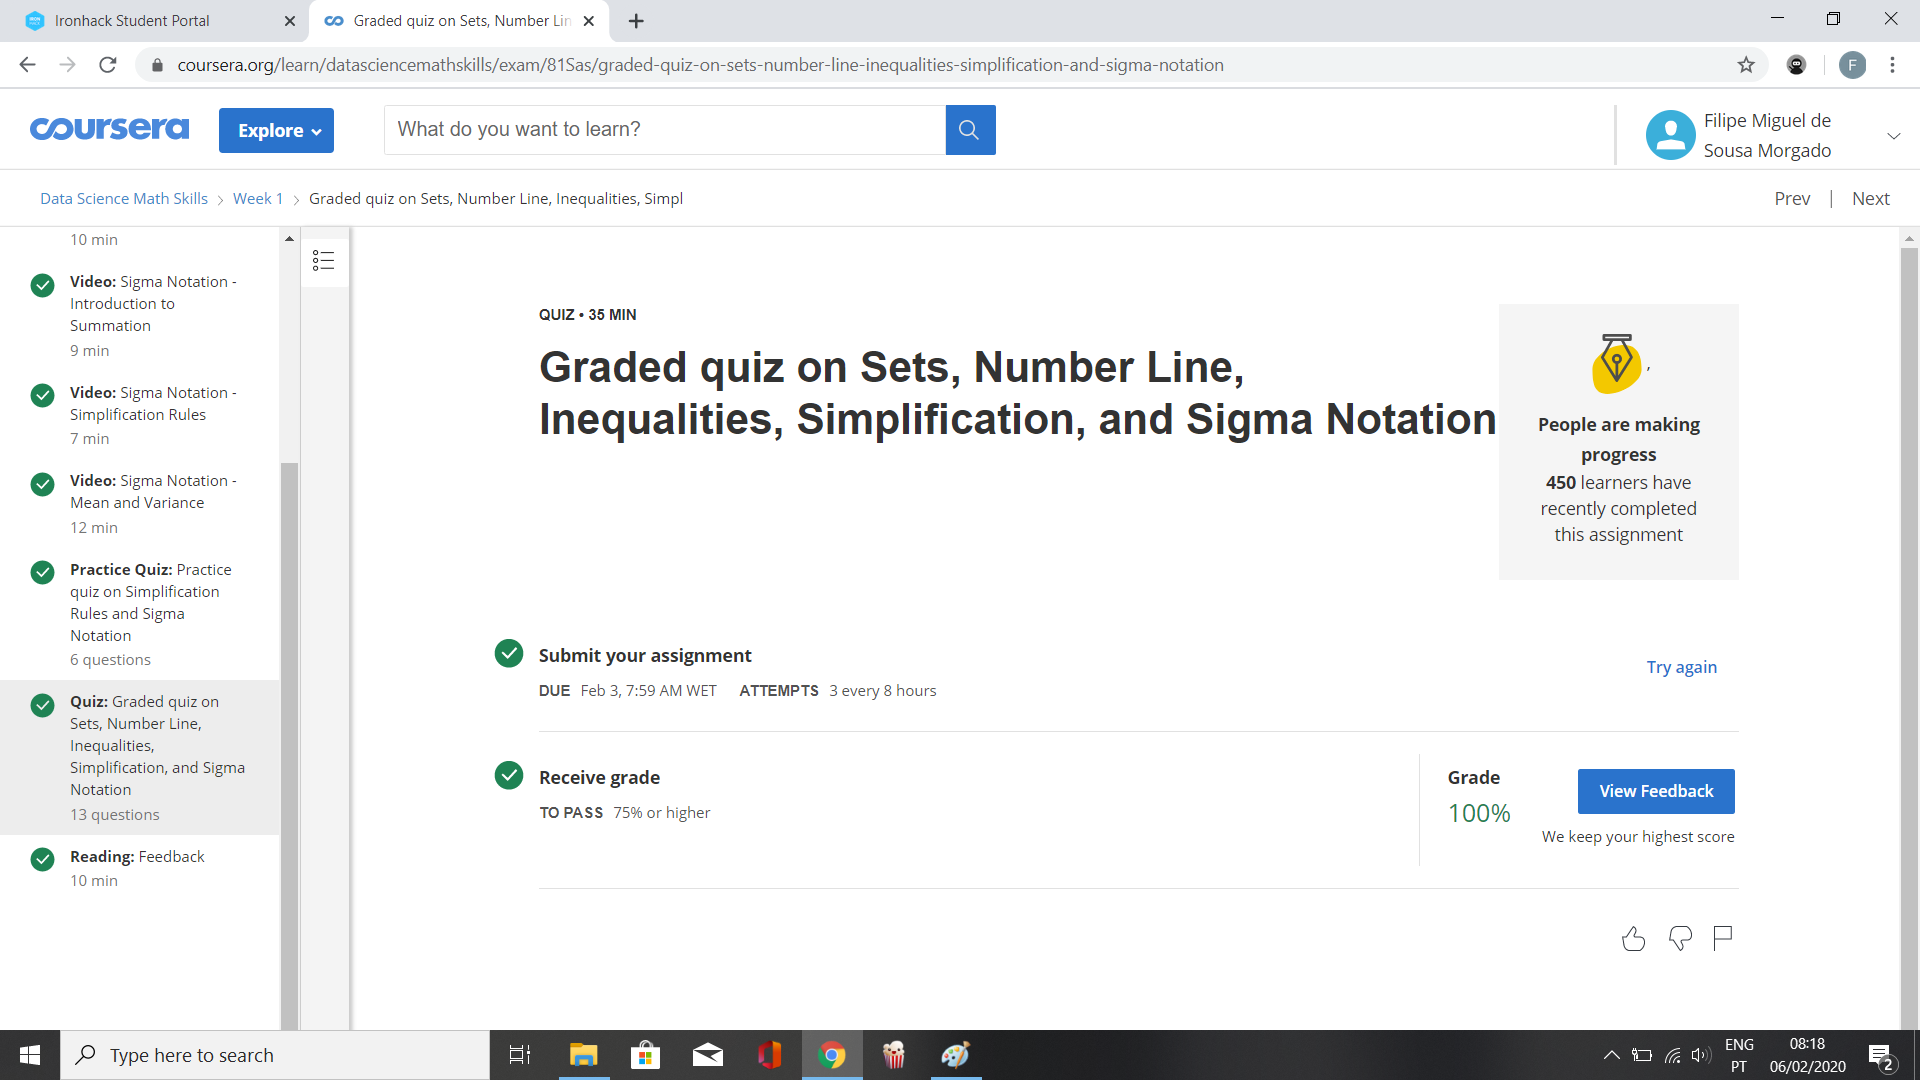 Ironhack Student Portal
Graded quiz on Sets, Number Lin
coursera.org/learn/datasciencemathskills/exam/81Sas/graded-quiz-on-sets-number-line-inequalities-simplification-and-sigma-notation
F
coursera
Explore
What do you want to learn?
Filipe Miguel de
Sousa Morgado
Data Science Math Skills > Week 1 > Graded quiz on Sets, Number Line, Inequalities, Simpl
Prev | Next
10 min
Video: Sigma Notation -
Introduction to
Summation
9 min
Video: Sigma Notation -
Simplification Rules
7 min
Video: Sigma Notation -
Mean and Variance
12 min
Practice Quiz: Practice
quiz on Simplification
Rules and Sigma
Notation
6 questions
Quiz: Graded quiz on
Sets, Number Line,
Inequalities,
Simplification, and Sigma
Notation
13 questions
Reading: Feedback
10 min
QUIZ • 35 MIN
Graded quiz on Sets, Number Line,
Inequalities, Simplification, and Sigma Notation
,
People are making
progress
450 learners have
recently completed
this assignment
Submit your assignment
DUE Feb 3, 7:59 AM WET ATTEMPTS 3 every 8 hours
Try again
Receive grade
TO PASS 75% or higher
Grade
100%
View Feedback
We keep your highest score
Type here to search
ENG
PT
08:18
06/02/2020
2